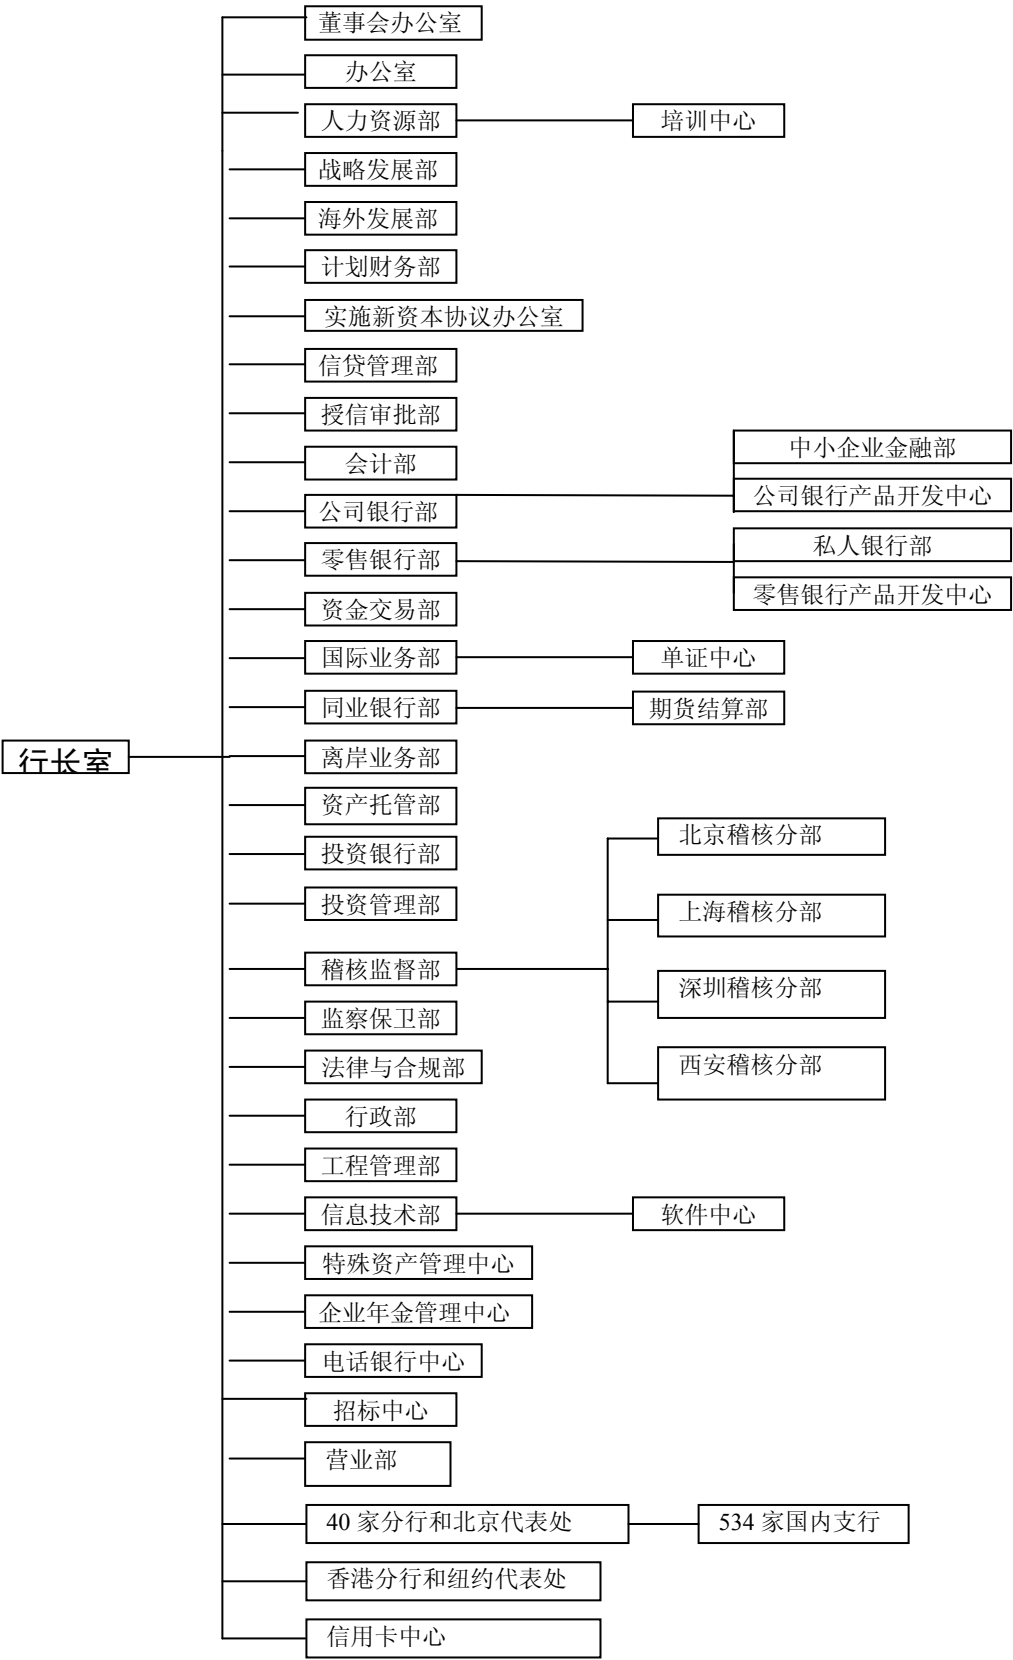 董事会办公室
办公室
人力资源部
培训中心
战略发展部
海外发展部
计划财务部
实施新资本协议办公室
信贷管理部
授信审批部
会计部
中小企业金融部
公司银行部
公司银行产品开发中心
零售银行部
私人银行部
零售银行产品开发中心
资金交易部
国际业务部
单证中心
同业银行部
期货结算部
行长室
离岸业务部
资产托管部
投资银行部
投资管理部
稽核监督部
北京稽核分部
上海稽核分部
深圳稽核分部
西安稽核分部
监察保卫部
法律与合规部
行政部
工程管理部
信息技术部
软件中心
特殊资产管理中心
企业年金管理中心
电话银行中心
招标中心
营业部
40 家分行和北京代表处
534 家国内支行
香港分行和纽约代表处
信用卡中心